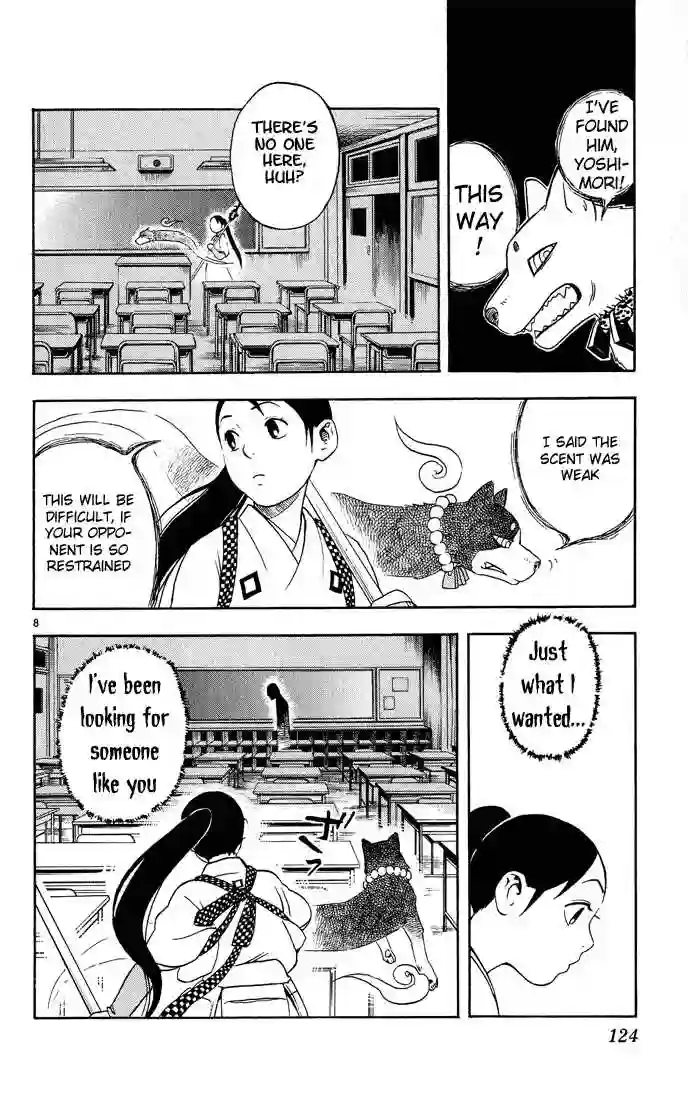 I'VE
FOUND
HIM,
YOSHI-
MORI!
THIS
WAY
!
THERE'S
NO ONE
HERE,
HUH?
I SAID THE
SCENT WAS
WEAK
THIS WILL BE
DIFFICULT, IF
YOUR OPPO-
NENT IS SO
RESTRAINED
8
Just
what I
wanted...
I've been
looking for
someone
like you
124